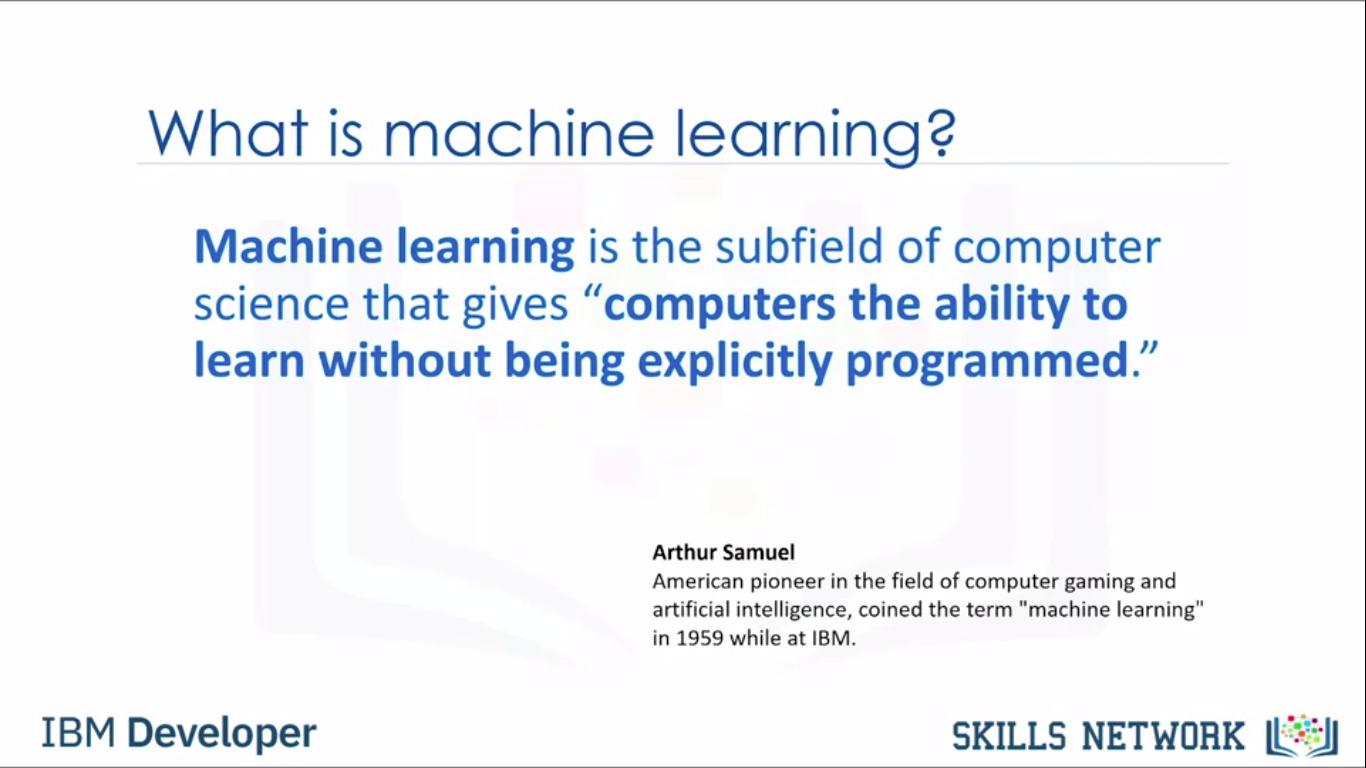 What is machine learning?
Machine learning is the subfield of computer
science that gives “computers the ability to
learn without being explicitly programmed.”
Arthur Samuel
American pioneer in the field of computer gaming and
artificial intelligence, coined the term "machine learning"
in 1959 while at IBM.
IBM Developer
SKILLS NETWORK